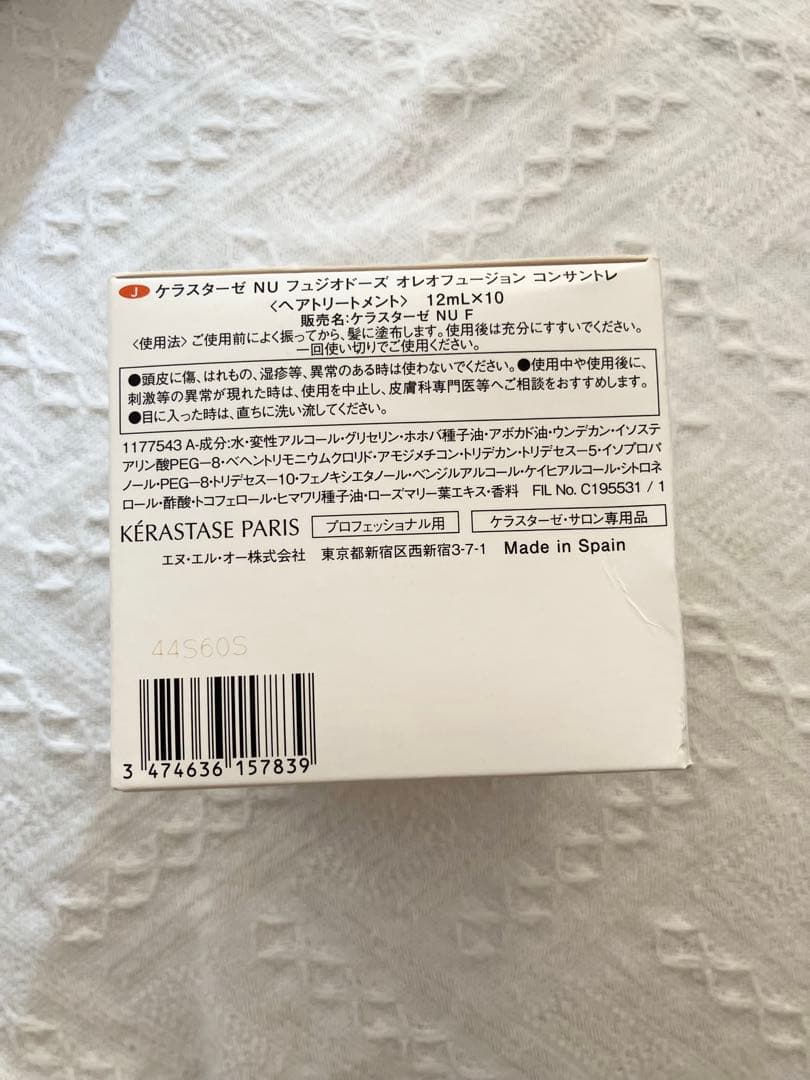 J ケラスターゼ NU フュジオドーズ オレオフュージョン コンサントレ
〈ヘアトリートメント〉 12mL×10
販売名:ケラスターゼ NU F
〈使用法〉ご使用前によく振ってから、髪に塗布します。使用後は充分にすすいでください。
一回使い切りでご使用ください。
●頭皮に傷、はれもの、湿疹等、異常のある時は使わないでください。●使用中や使用後に、
刺激等の異常が現れた時は、使用を中止し、皮膚科専門医等へご相談をおすすめします。
●目に入った時は、直ちに洗い流してください。
1177543 A-成分:水・変性アルコール・グリセリン・ホホバ種子油・アボカド油・ウンデカン・イソステ
アリン酸PEG-8・ベヘントリモニウムクロリド・アモジメチコン・トリデカン・トリデセス-5・イソプロパ
ノール・PEG-8・トリデセス-10・フェノキシエタノール・ベンジルアルコール・ケイヒアルコール・シトロネ
ロール・酢酸・トコフェロール・ヒマワリ種子油・ローズマリー葉エキス・香料 FIL No. C195531 / 1
KÉRASTASE PARIS プロフェッショナル用 ケラスターゼ・サロン専用品
エヌ・エル・オー株式会社 東京都新宿区西新宿3-7-1 Made in Spain
44S60S
3 474636 157839